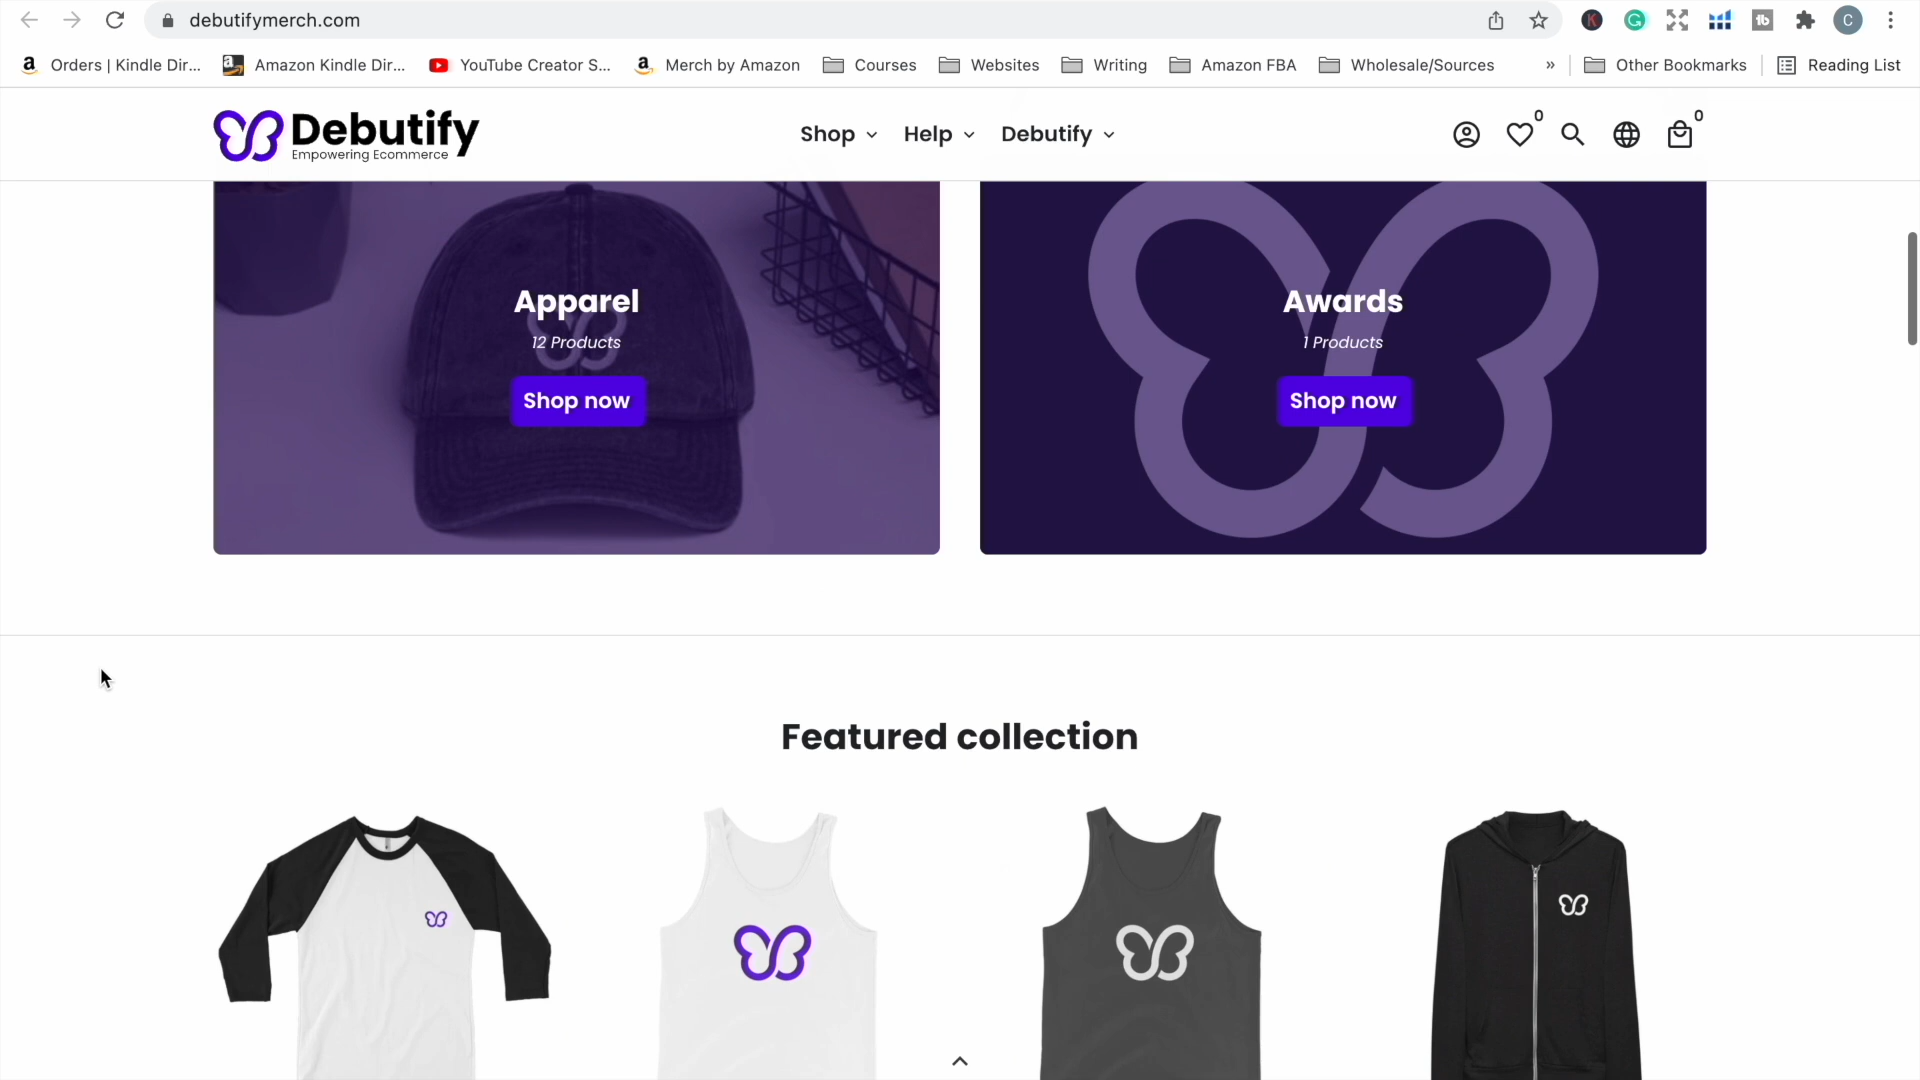 debutifymerch.com
C
Orders | Kindle Dir...
Amazon Kindle Dir...
YouTube Creator S...
Merch by Amazon
Courses
Websites
Writing
Amazon FBA
Wholesale/Sources
»
Other Bookmarks
Reading List
Debutify
Empowering Ecommerce
Shop
Help
Debutify
0
0
Apparel
12 Products
Shop now
Awards
1 Products
Shop now
Featured collection